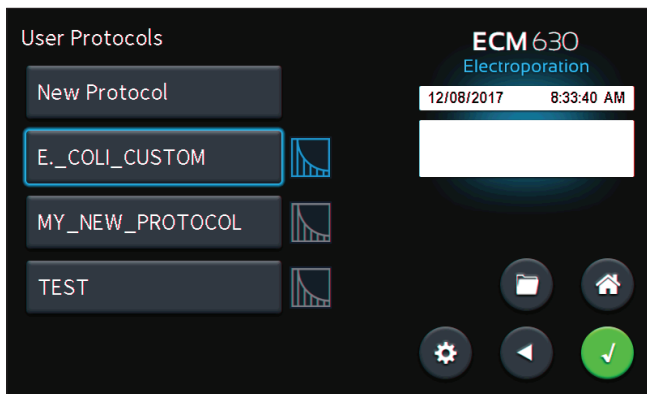 User Protocols
New Protocol
E._COLI_CUSTOM
MY_NEW_PROTOCOL
TEST
ECM 630
Electroporation
12/08/2017 8:33:40 AM